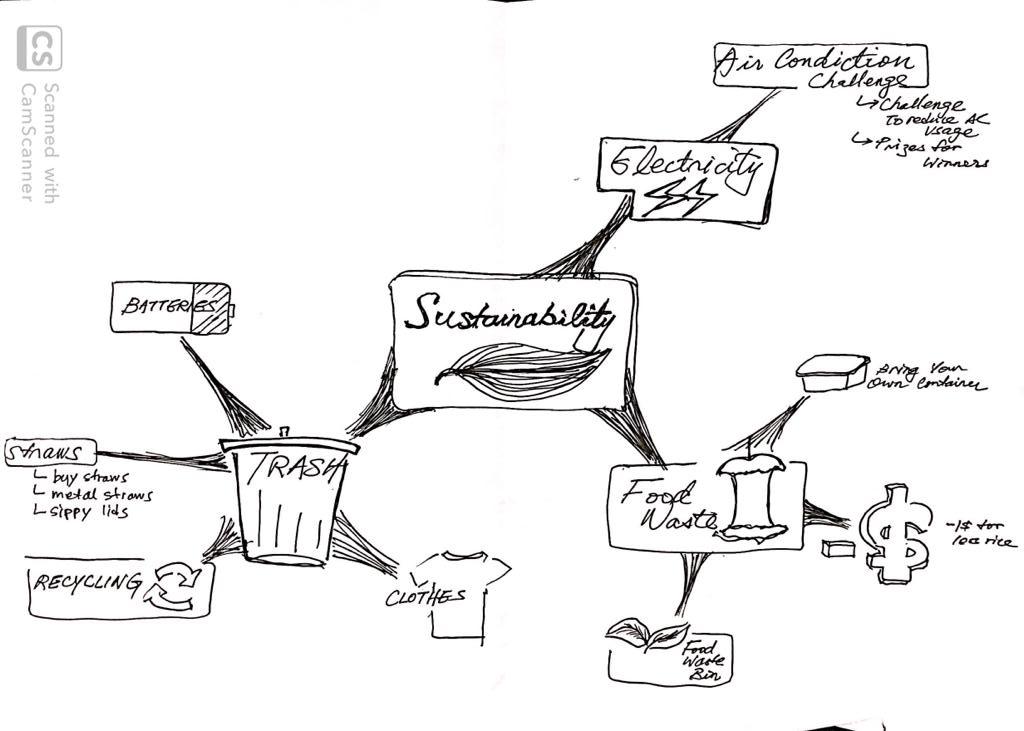 CS
Scanned with
CamScanner
Air Condiction
Challenge
↳ Challenge
To reduce AC
Usage
↳ Prizes for
Winners
Electricity
BATTERIES
Sustainability
Bring Your
Own Container
Straws
buy straws
metal straws
sippy lids
TRASH
Food
Waste
$
-1$ for
rice
RECYCLING
CLOTHES
Food
Waste
Bin